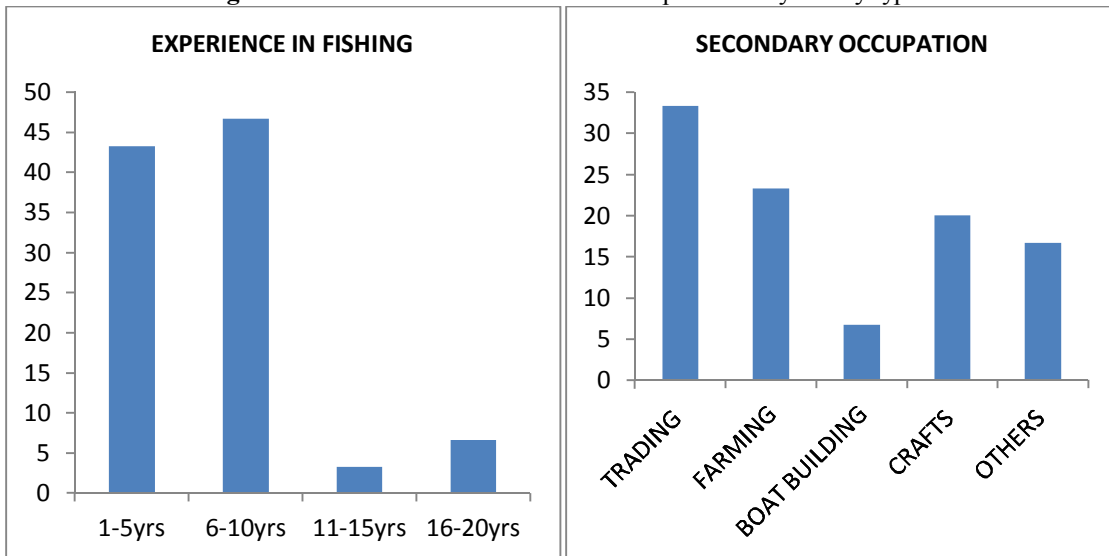 EXPERIENCE IN FISHING
50
45
40
35
30
25
20
15
10
5
0
1-5yrs 6-10yrs 11-15yrs 16-20yrs
SECONDARY OCCUPATION
35
30
25
20
15
10
5
0
TRADING
FARMING
BOAT BUILDING
CRAFTS
OTHERS